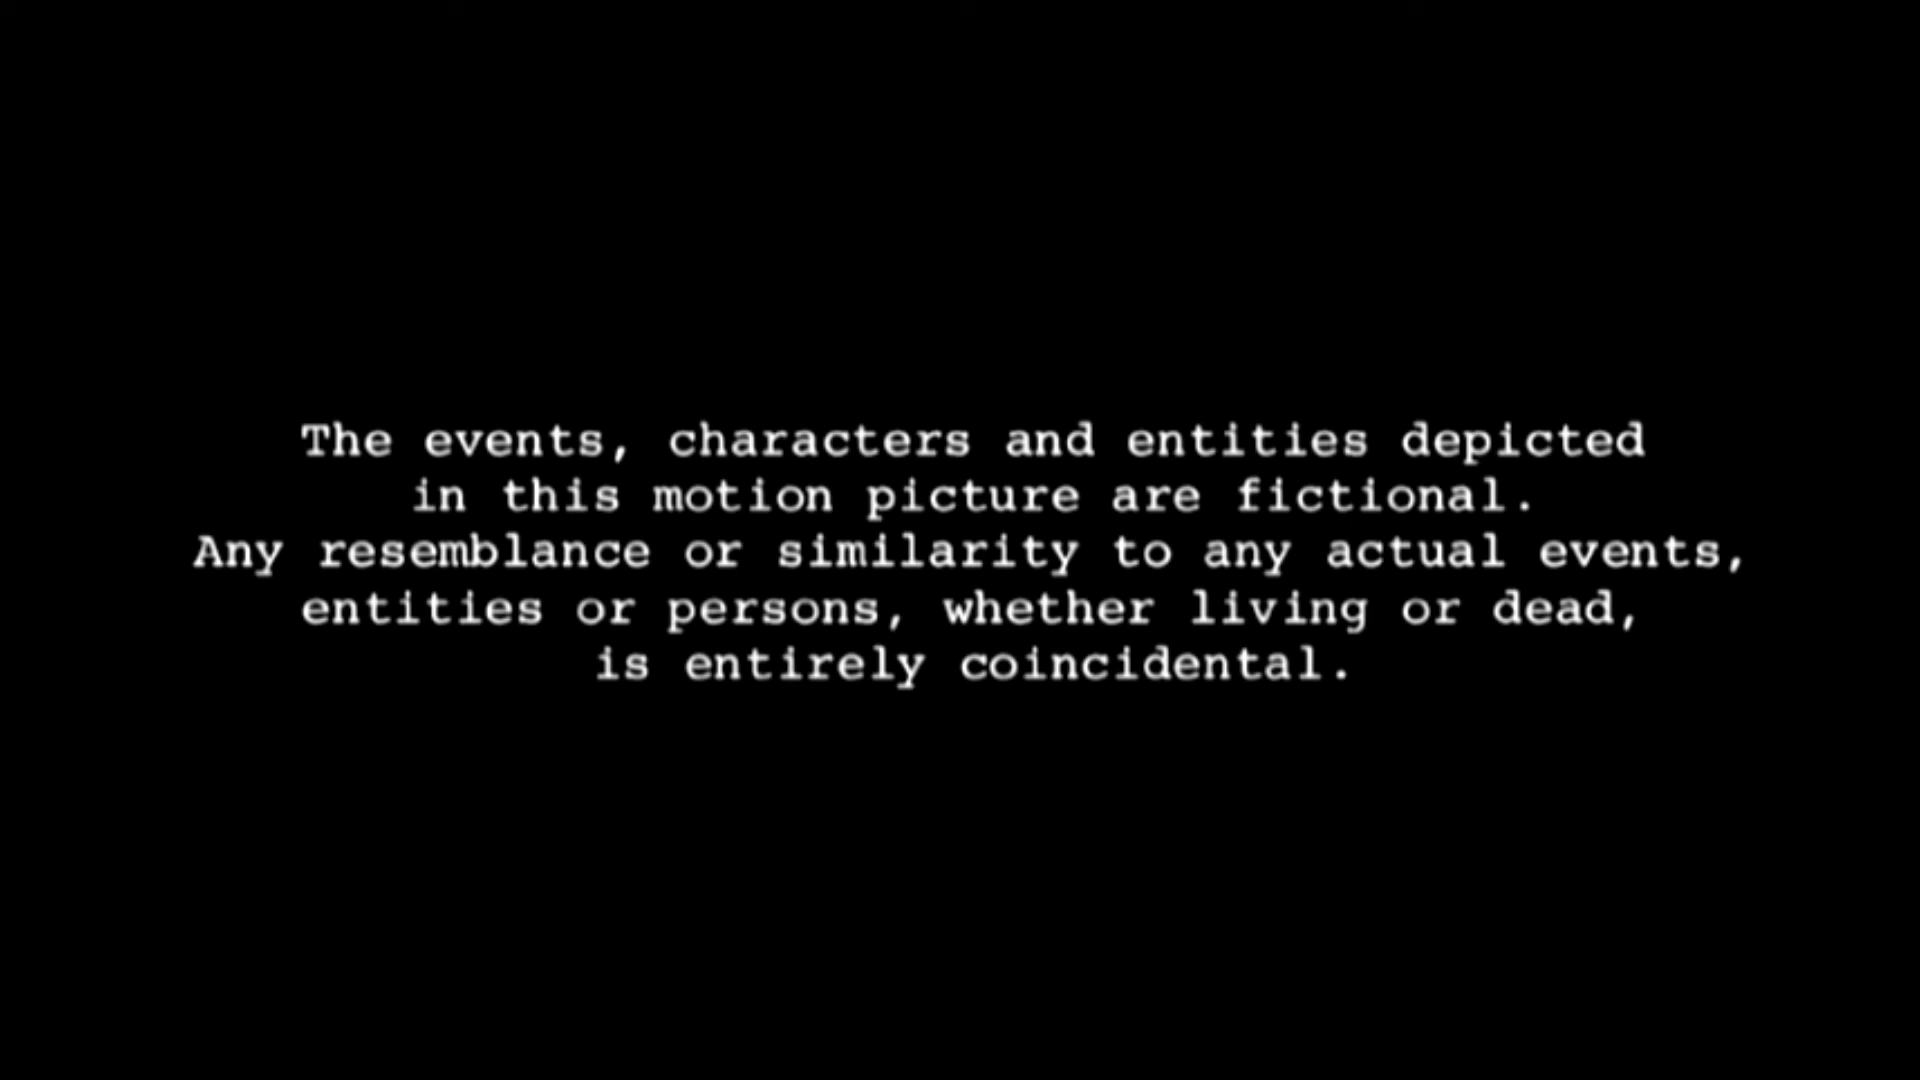 The events, characters and entities depicted
in this motion picture are fictional.
Any resemblance or similarity to any actual events,
entities or persons, whether living or dead,
is entirely coincidental.